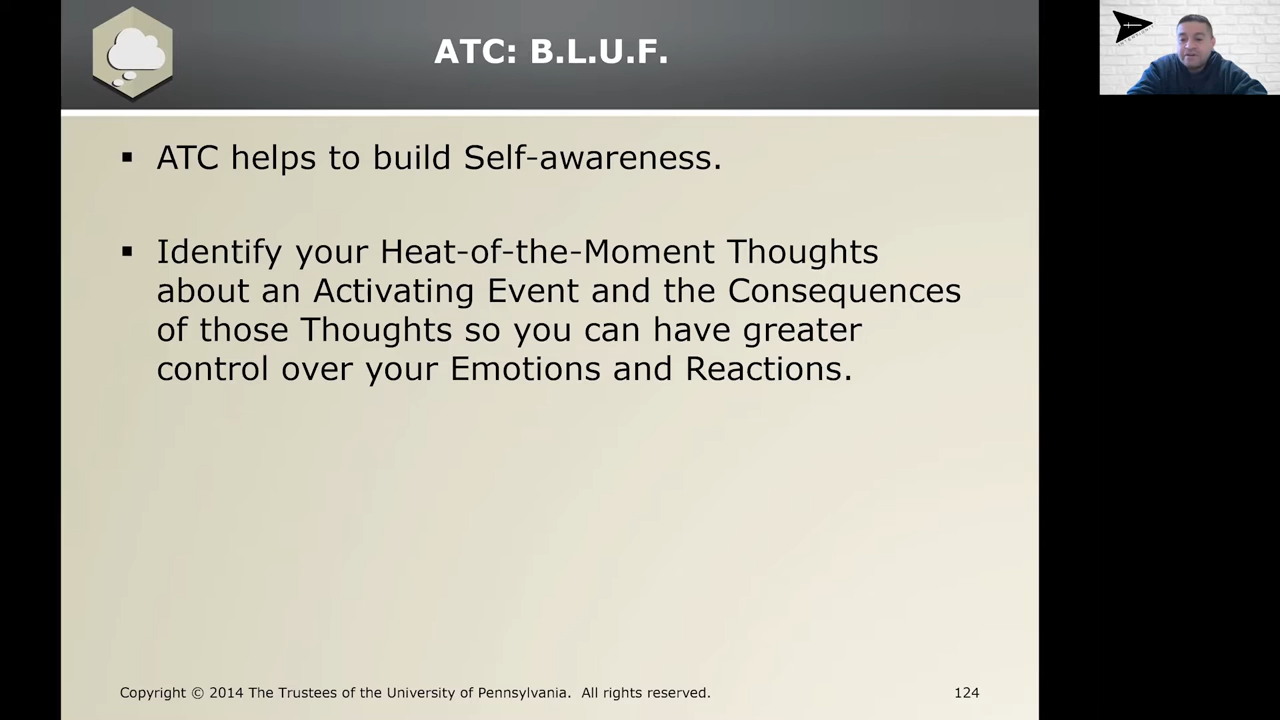 ATC: B.L.U.F.
▪ ATC helps to build Self-awareness.
▪ Identify your Heat-of-the-Moment Thoughts
about an Activating Event and the Consequences
of those Thoughts so you can have greater
control over your Emotions and Reactions.
Copyright © 2014 The Trustees of the University of Pennsylvania. All rights reserved.
124